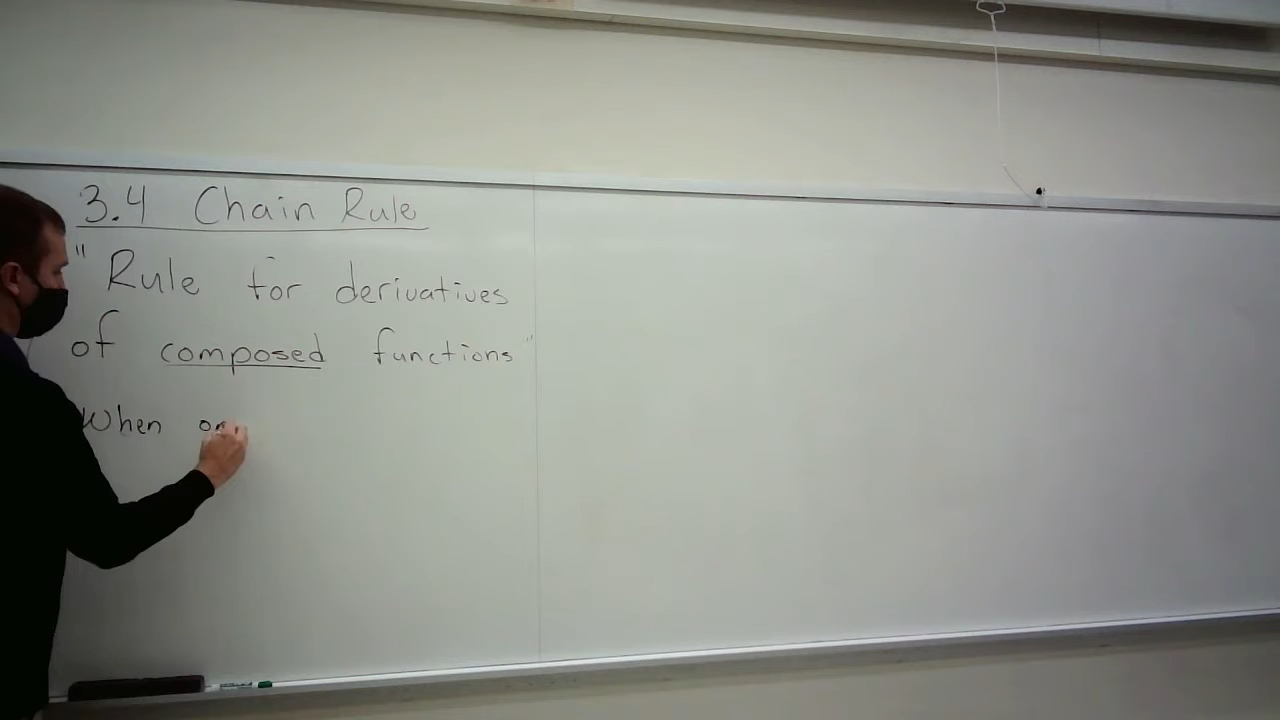 3.4 Chain Rule
"Rule for derivatives
of composed functions"
When